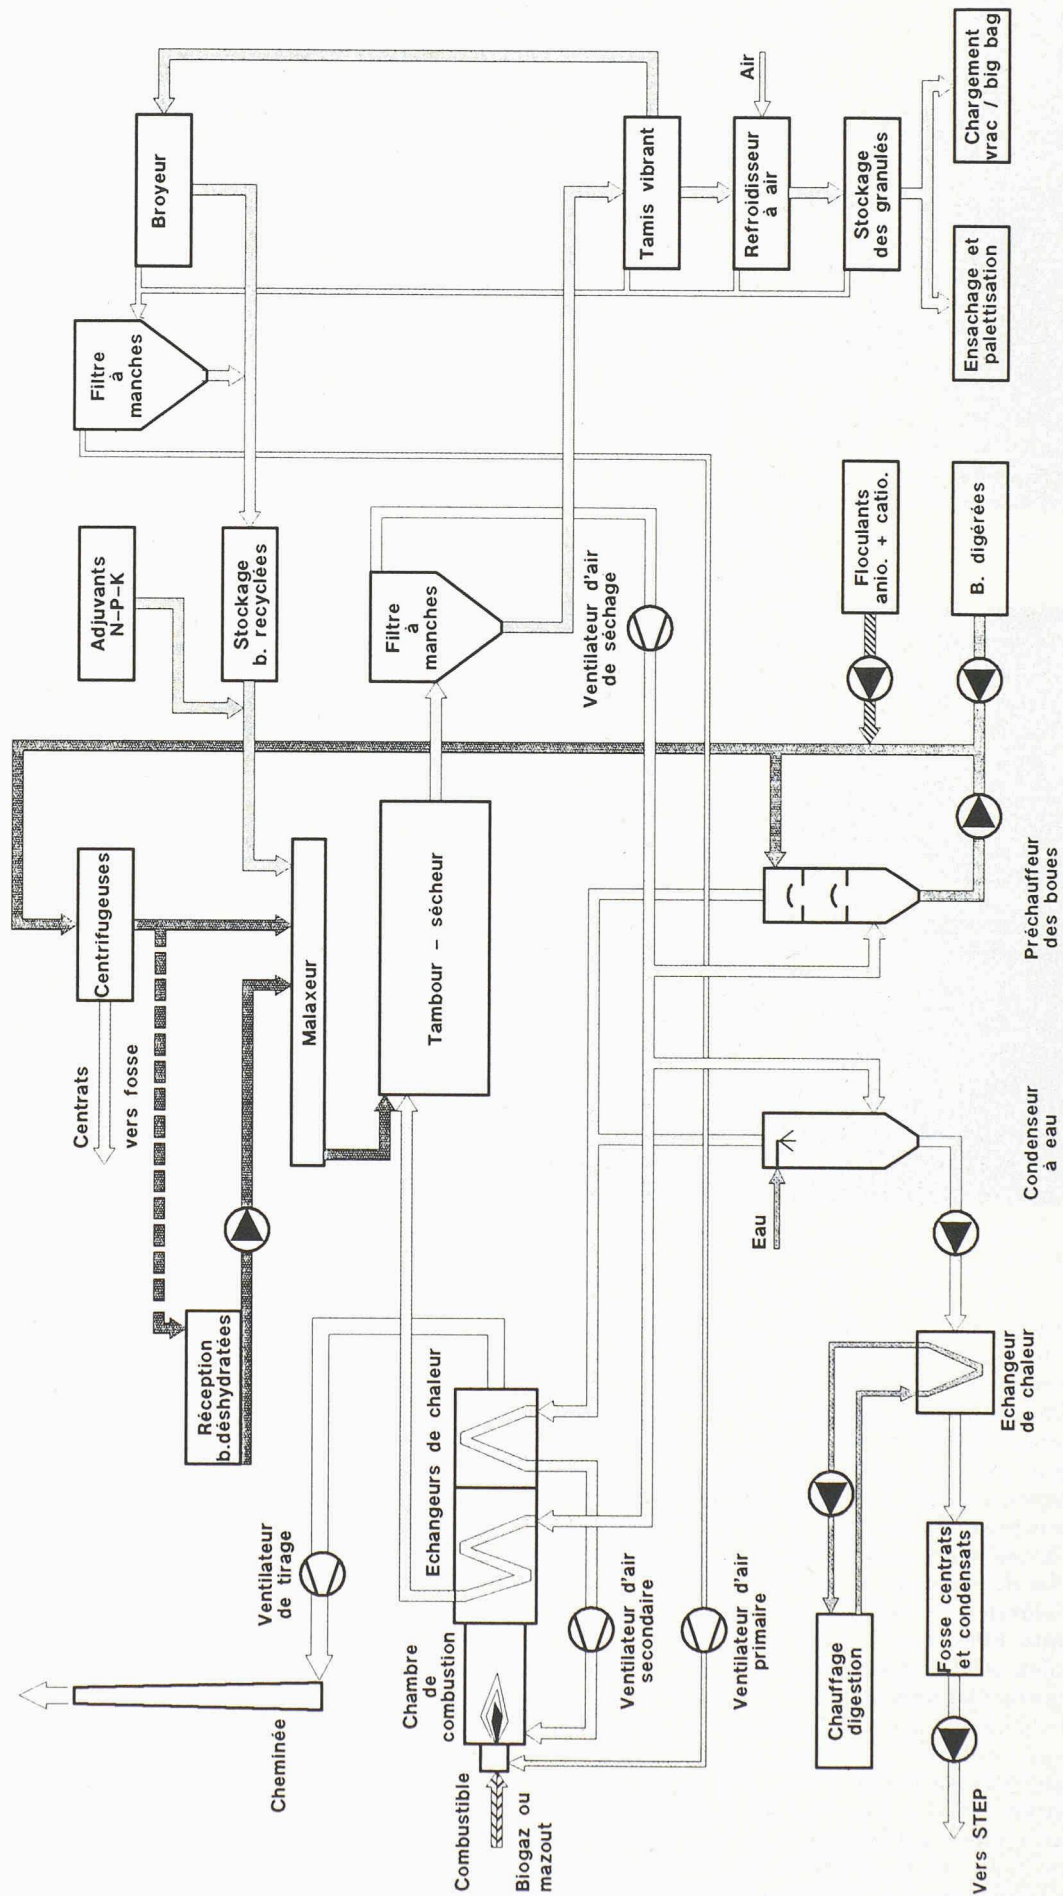 Cheminée
Ventilateur
de tirage
Combustible
Biogaz ou
mazout
Chambre
de
combustion
Echangeurs de chaleur
Ventilateur d'air
secondaire
Ventilateur d'air
primaire
Chauffage
digestion
Vers STEP
Fosse centrats
et condensats
Echangeur
de chaleur
Réception
b.déshydratées
Centrats
vers fosse
Centrifugeuses
Malaxeur
Tambour – sécheur
Eau
Condenseur
à eau
Préchauffeur
des boues
Adjuvants
N–P–K
Stockage
b. recyclées
Filtre
à
manches
Ventilateur d'air
de séchage
Floculants
anio. + catio.
B. digérées
Filtre
à
manches
Broyeur
Tamis vibrant
Air
Refroidisseur
à air
Stockage
des granulés
Ensachage et
palettisation
Chargement
vrac / big bag